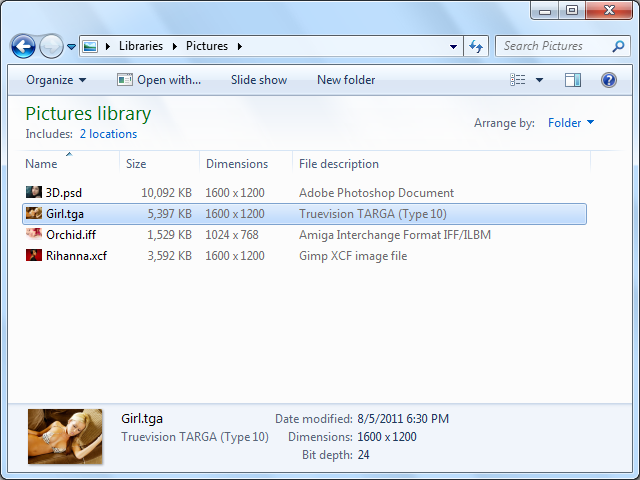 Libraries Pictures
Search Pictures
Organize Open with... Slide show New folder
Pictures library
Includes: 2 locations
Arrange by: Folder
Name Size Dimensions File description
3D.psd 10,092 KB 1600 x 1200 Adobe Photoshop Document
Girl.tga 5,397 KB 1600 x 1200 Truevision TARGA (Type 10)
Orchid.iff 1,529 KB 1024 x 768 Amiga Interchange Format IFF/ILBM
Rihanna.xcf 3,592 KB 1600 x 1200 Gimp XCF image file
Girl.tga Date modified: 8/5/2011 6:30 PM
Truevision TARGA (Type 10) Dimensions: 1600 x 1200
Bit depth: 24